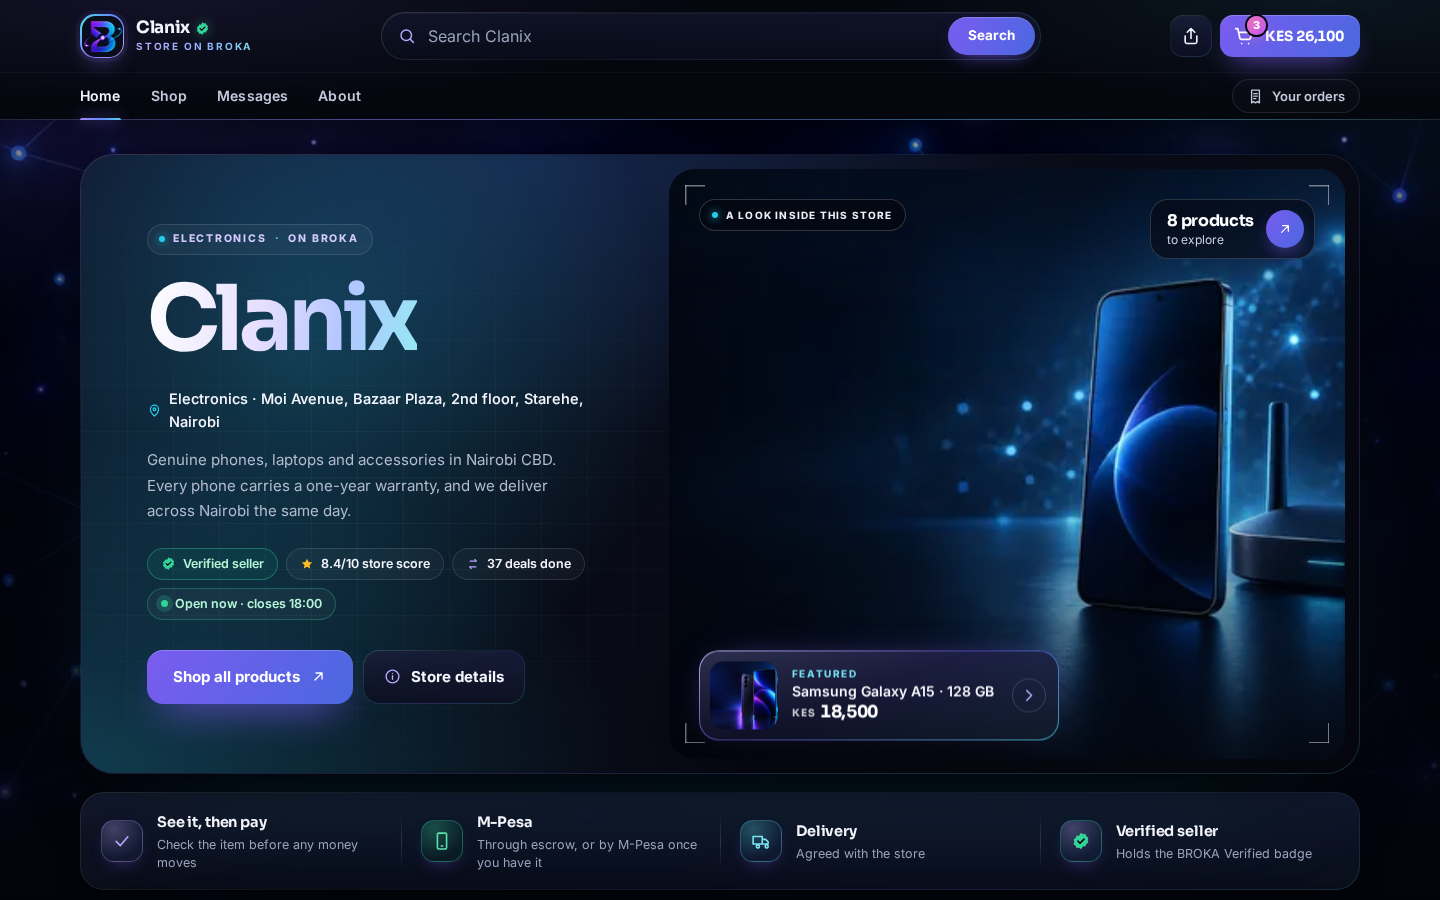 Clanix
STORE ON BROKA
Search Clanix
Search
3
KES 26,100
Home
Shop
Messages
About
Your orders
ELECTRONICS · ON BROKA
Clanix
Electronics · Moi Avenue, Bazaar Plaza, 2nd floor, Starehe,
Nairobi
Genuine phones, laptops and accessories in Nairobi CBD.
Every phone carries a one-year warranty, and we deliver
across Nairobi the same day.
Verified seller
8.4/10 store score
37 deals done
Open now · closes 18:00
Shop all products
Store details
A LOOK INSIDE THIS STORE
8 products
to explore
FEATURED
Samsung Galaxy A15 · 128 GB
KES 18,500
See it, then pay
Check the item before any money
moves
M-Pesa
Through escrow, or by M-Pesa once
you have it
Delivery
Agreed with the store
Verified seller
Holds the BROKA Verified badge